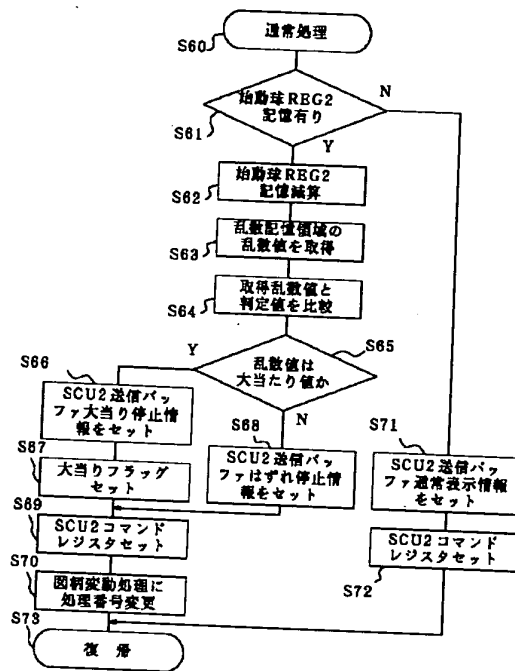 通常処理
S60
始動球REG2
記憶有り
N
S61
Y
始動球REG2
記憶減算
S62
乱数記憶領域の
乱数値を取得
S63
取得乱数値と
判定値を比較
S64
S65
乱数値は
大当たり値か
Y
N
S66
SCU2送信バッ
ファ大当り停止情
報をセット
S67
大当りフラッグ
セット
S68
SCU2送信バッ
ファはずれ停止情
報をセット
S71
SCU2送信バッ
ファ通常表示情報
をセット
S69
SCU2コマンド
レジスタセット
SCU2コマンド
レジスタセット
S72
S70
図柄変動処理に
処理番号変更
S73
復 帰